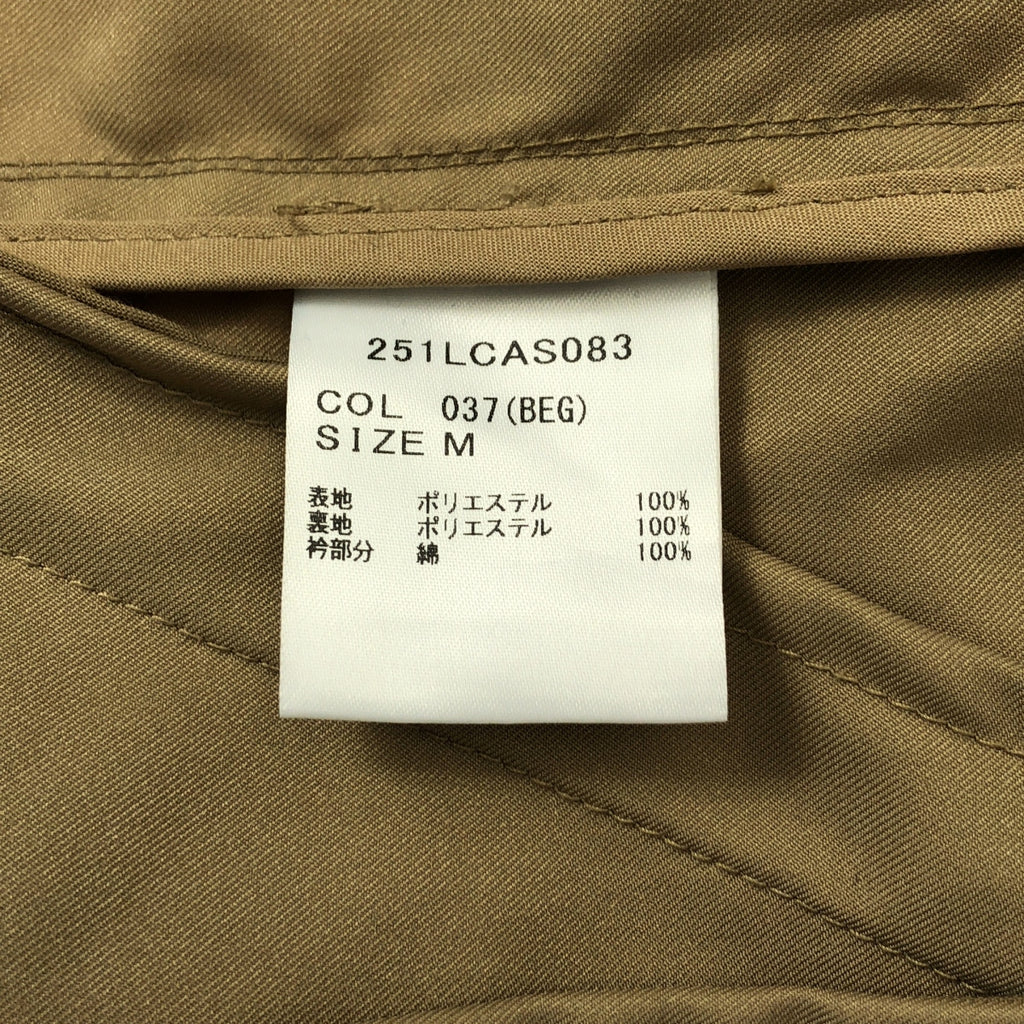 251LCAS083
COL 037(BEG)
SIZE M
表地 ポリエステル 100%
裏地 ポリエステル 100%
衿部分 綿 100%